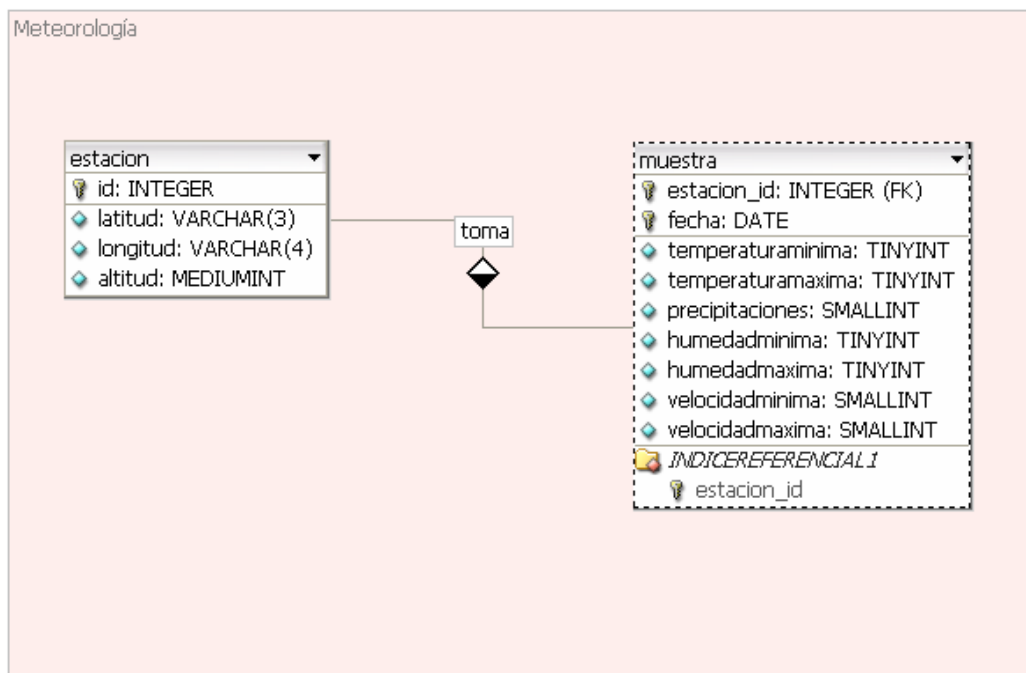 Meteorología
estacion
id: INTEGER
latitud: VARCHAR(3)
longitud: VARCHAR(4)
altitud: MEDIUMINT
toma
muestra
estacion_id: INTEGER (FK)
fecha: DATE
temperaturaminima: TINYINT
temperaturamaxima: TINYINT
precipitaciones: SMALLINT
humedadminima: TINYINT
humedadmaxima: TINYINT
velocidadminima: SMALLINT
velocidadmaxima: SMALLINT
INDICEREFERENCIAL1
estacion_id